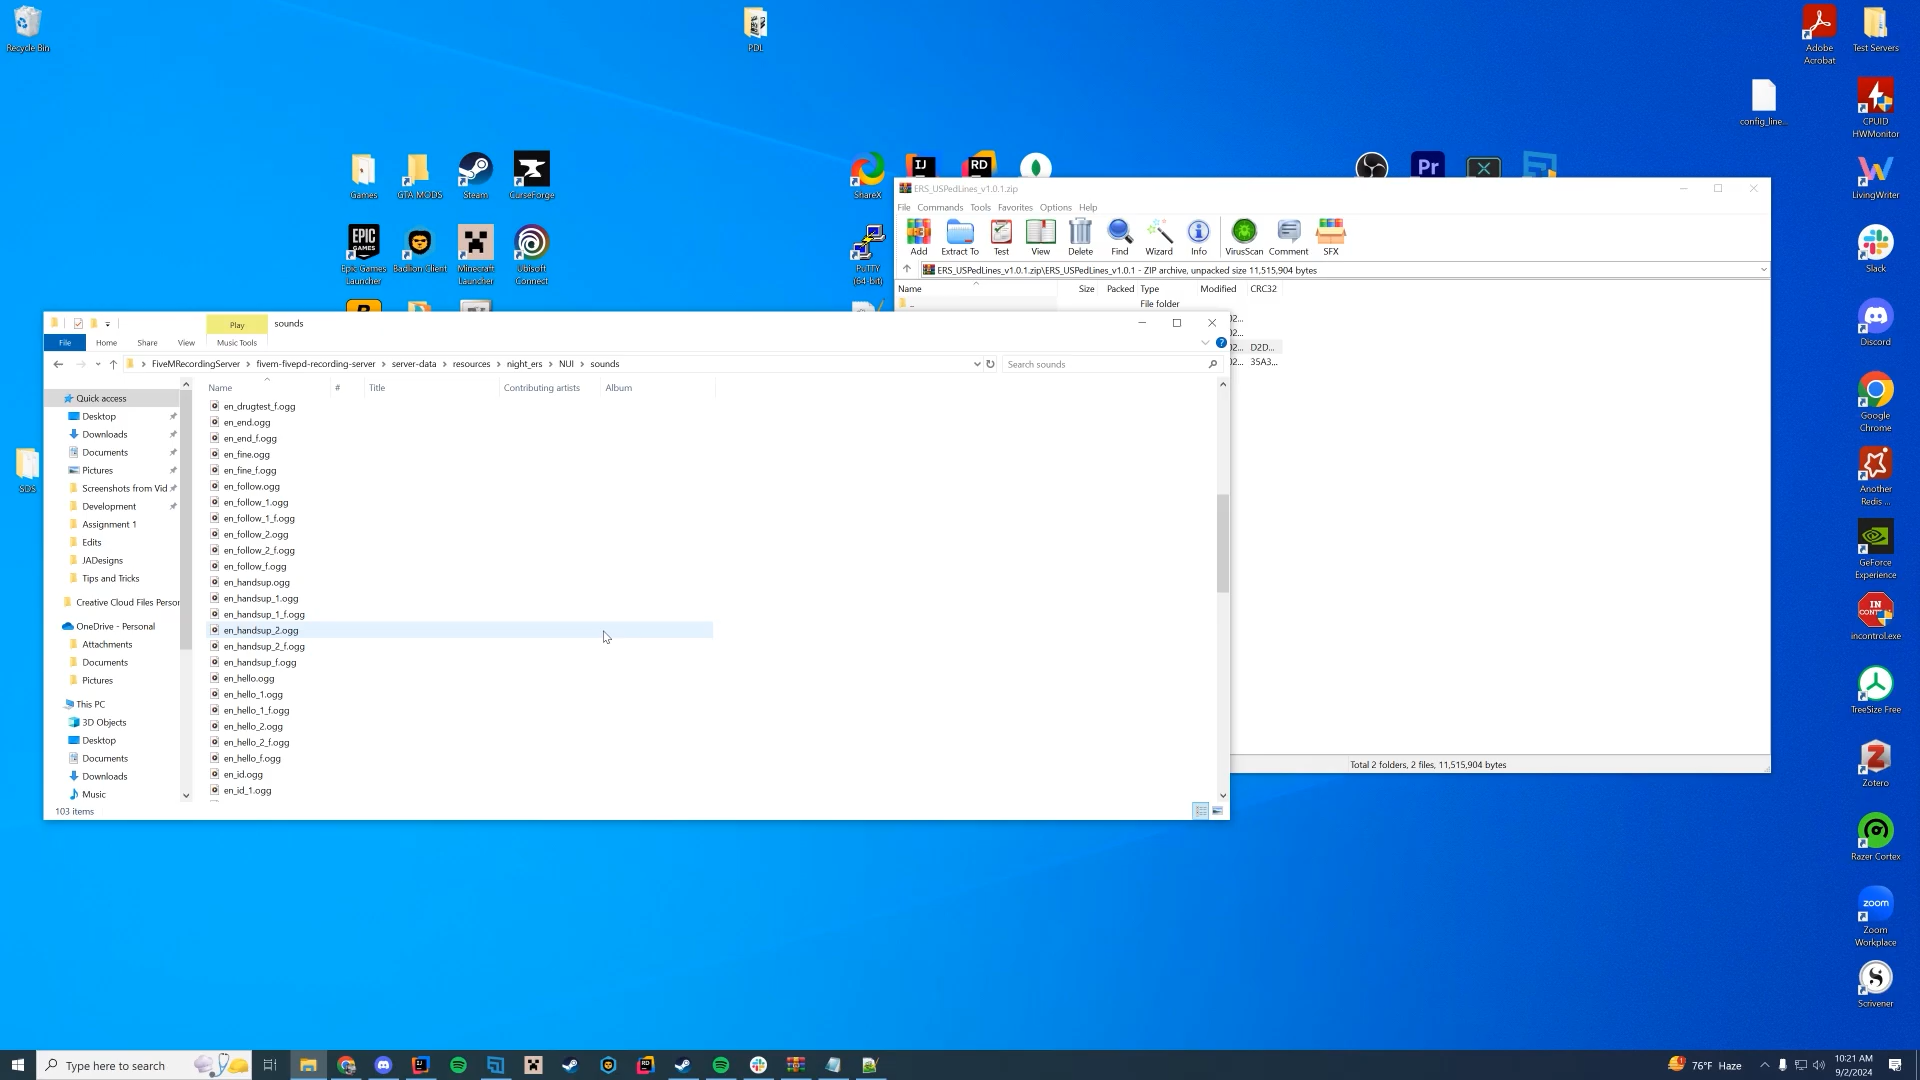 Recycle Bin
PDL
Adobe
Acrobat
Test Servers
CPUID
HWMonitor
config_line...
LivingWriter
Slack
Discord
Google
Chrome
Another
Redis ...
GeForce
Experience
IN
CONT
incontrol.exe
TreeSize Free
Zotero
Razer Cortex
zoom
Zoom
Workplace
Scrivener
Games
GTA MODS
Steam
CurseForge
EPIC
GAMES
Epic Games
Launcher
Badlion Client
Minecraft
Launcher
Ubisoft
Connect
ShareX
IJ
RD
Pr
PuTTY
(64-bit)
SDS
ERS_USPedLines_v1.0.1.zip
File Commands Tools Favorites Options Help
Add Extract To Test View Delete Find Wizard Info VirusScan Comment SFX
ERS_USPedLines_v1.0.1.zip\ERS_USPedLines_v1.0.1 - ZIP archive, unpacked size 11,515,904 bytes
Name Size Packed Type Modified CRC32
File folder
D2D...
35A3...
Total 2 folders, 2 files, 11,515,904 bytes
Play sounds
File Home Share View Music Tools
FiveMRecordingServer > fivem-fivepd-recording-server > server-data > resources > night_ers > NUI > sounds
Search sounds
Name # Title Contributing artists Album
Quick access
Desktop
Downloads
Documents
Pictures
Screenshots from Vid
Development
Assignment 1
Edits
JADesigns
Tips and Tricks
Creative Cloud Files Person
OneDrive - Personal
Attachments
Documents
Pictures
This PC
3D Objects
Desktop
Documents
Downloads
Music
en_drugtest_f.ogg
en_end.ogg
en_end_f.ogg
en_fine.ogg
en_fine_f.ogg
en_follow.ogg
en_follow_1.ogg
en_follow_1_f.ogg
en_follow_2.ogg
en_follow_2_f.ogg
en_follow_f.ogg
en_handsup.ogg
en_handsup_1.ogg
en_handsup_1_f.ogg
en_handsup_2.ogg
en_handsup_2_f.ogg
en_handsup_f.ogg
en_hello.ogg
en_hello_1.ogg
en_hello_1_f.ogg
en_hello_2.ogg
en_hello_2_f.ogg
en_hello_f.ogg
en_id.ogg
en_id_1.ogg
103 items
Type here to search
76°F Haze
10:21 AM
9/2/2024